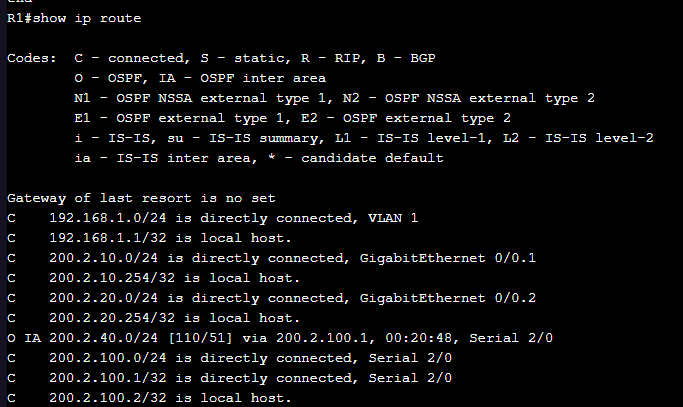 R1#show ip route
Codes:  C - connected, S - static, R - RIP, B - BGP
        O - OSPF, IA - OSPF inter area
        N1 - OSPF NSSA external type 1, N2 - OSPF NSSA external type 2
        E1 - OSPF external type 1, E2 - OSPF external type 2
        i - IS-IS, su - IS-IS summary, L1 - IS-IS level-1, L2 - IS-IS level-2
        ia - IS-IS inter area, * - candidate default
Gateway of last resort is no set
C    192.168.1.0/24 is directly connected, VLAN 1
C    192.168.1.1/32 is local host.
C    200.2.10.0/24 is directly connected, GigabitEthernet 0/0.1
C    200.2.10.254/32 is local host.
C    200.2.20.0/24 is directly connected, GigabitEthernet 0/0.2
C    200.2.20.254/32 is local host.
O IA 200.2.40.0/24 [110/51] via 200.2.100.1, 00:20:48, Serial 2/0
C    200.2.100.0/24 is directly connected, Serial 2/0
C    200.2.100.1/32 is directly connected, Serial 2/0
C    200.2.100.2/32 is local host.